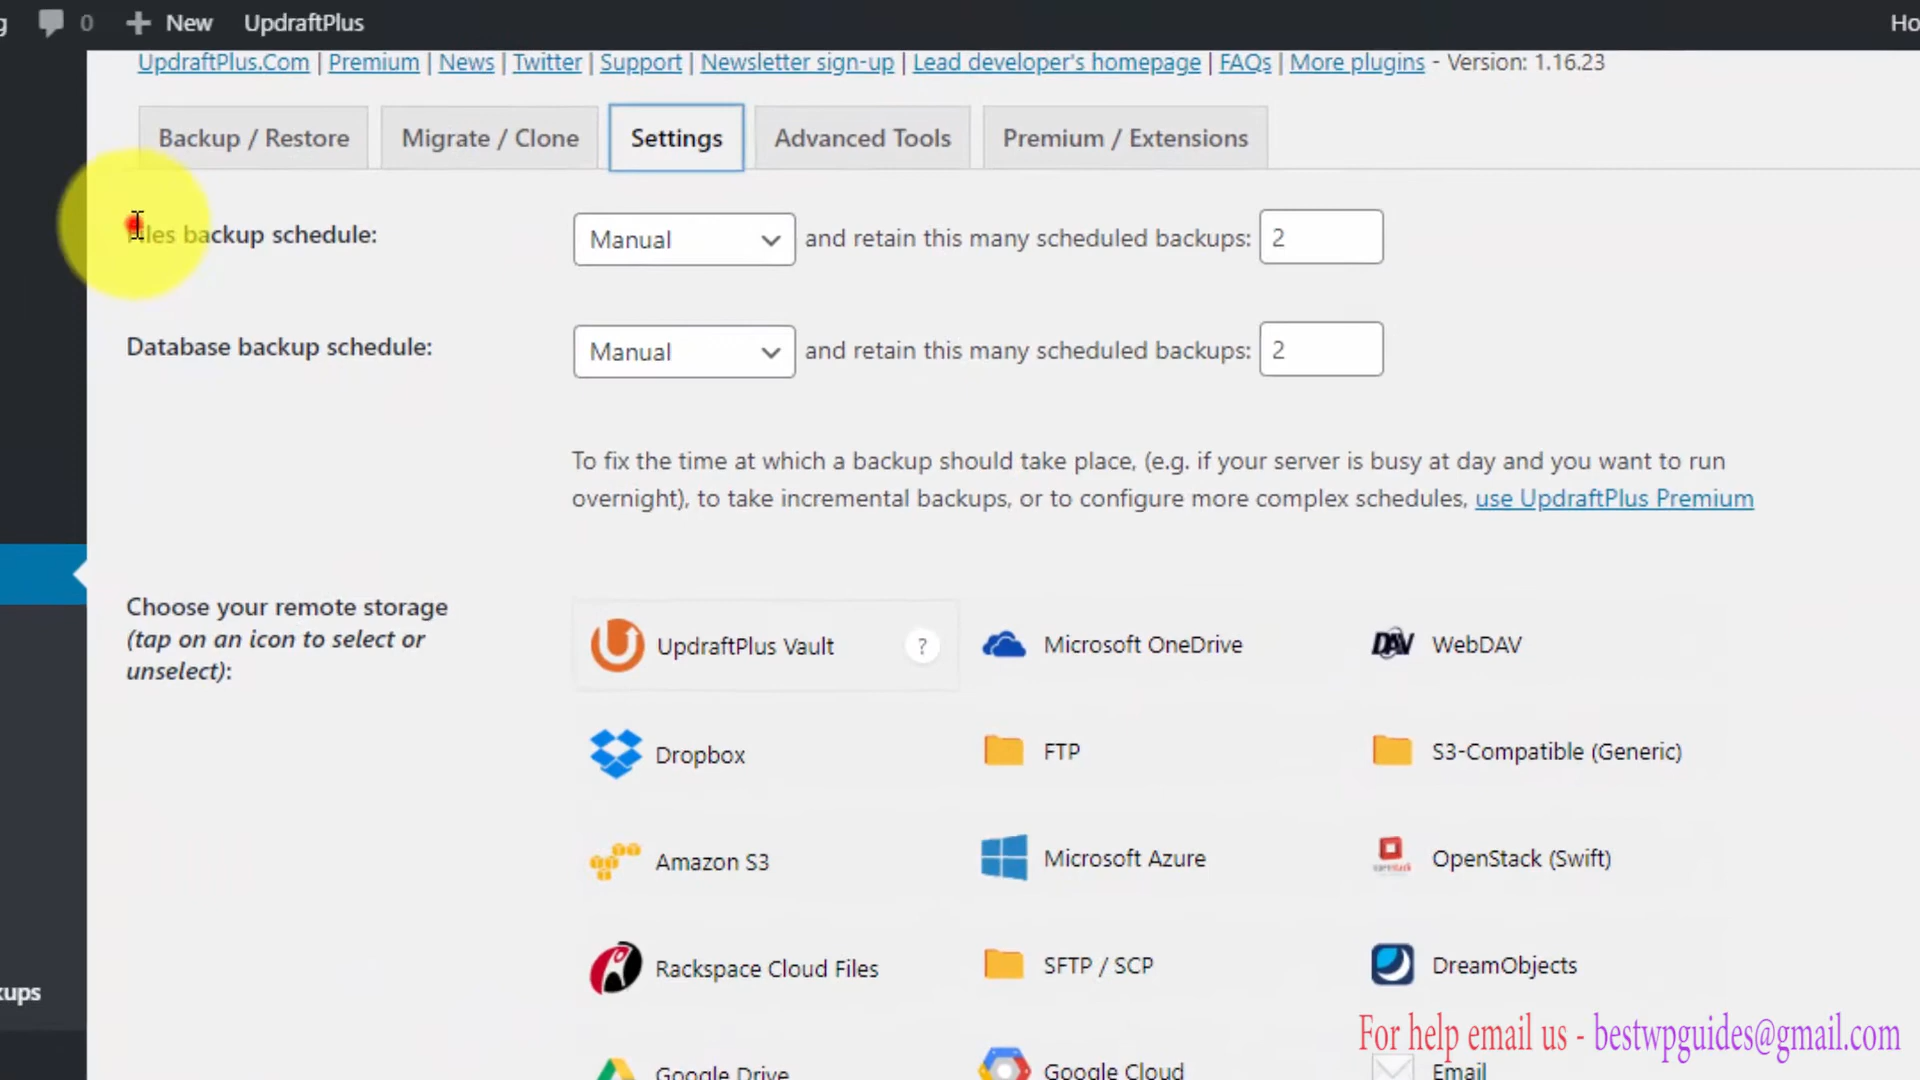 0 New UpdraftPlus
UpdraftPlus.Com | Premium | News | Twitter | Support | Newsletter sign-up | Lead developer's homepage | FAQs | More plugins - Version: 1.16.23
Backup / Restore Migrate / Clone Settings Advanced Tools Premium / Extensions
Files backup schedule: Manual and retain this many scheduled backups: 2
Database backup schedule: Manual and retain this many scheduled backups: 2
To fix the time at which a backup should take place, (e.g. if your server is busy at day and you want to run
overnight), to take incremental backups, or to configure more complex schedules, use UpdraftPlus Premium
Choose your remote storage
(tap on an icon to select or
unselect):
UpdraftPlus Vault ? Microsoft OneDrive DAV WebDAV
Dropbox FTP S3-Compatible (Generic)
Amazon S3 Microsoft Azure OpenStack (Swift)
Rackspace Cloud Files SFTP / SCP DreamObjects
Google Drive Google Cloud Email
For help email us - bestwpguides@gmail.com